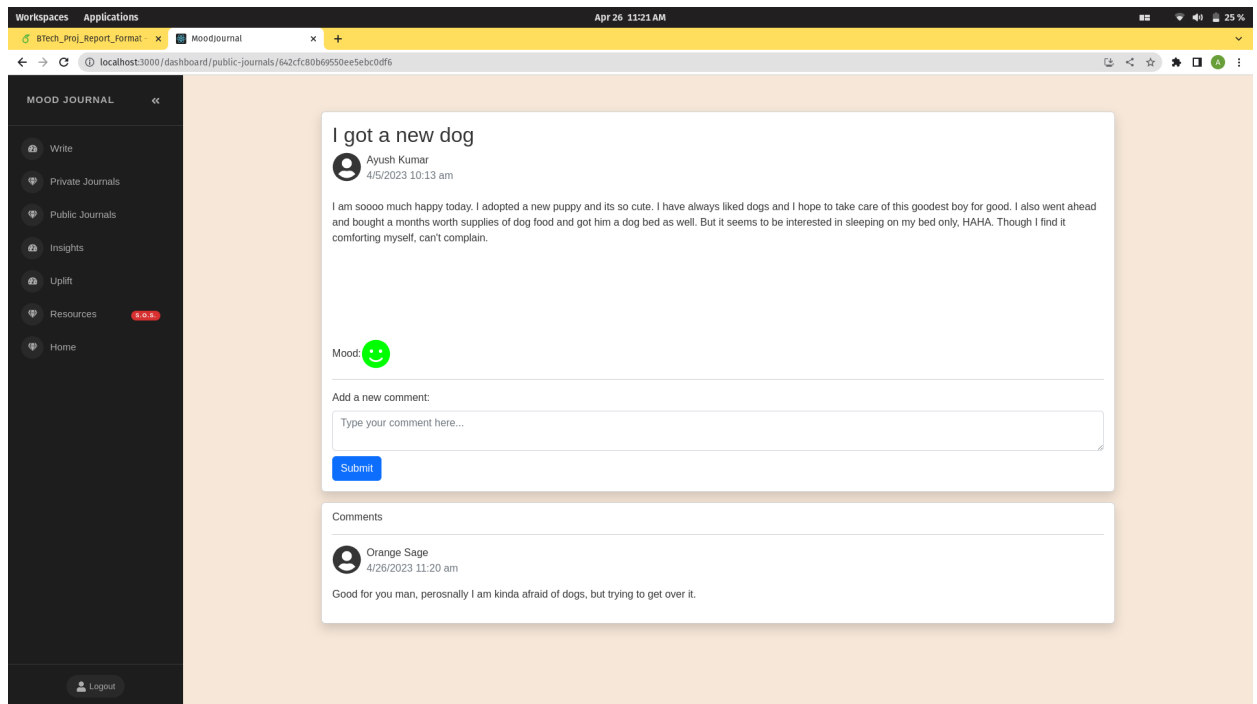 Workspaces Applications Apr 26 11:21 AM 25 %
BTech_Proj_Report_Format - MoodJournal
localhost:3000/dashboard/public-journals/642cfc80b69550ee5ebc0df6 A
MOOD JOURNAL
Write
Private Journals
Public Journals
Insights
Uplift
Resources S.O.S.
Home
Logout
I got a new dog
Ayush Kumar
4/5/2023 10:13 am
I am soooo much happy today. I adopted a new puppy and its so cute. I have always liked dogs and I hope to take care of this goodest boy for good. I also went ahead
and bought a months worth supplies of dog food and got him a dog bed as well. But it seems to be interested in sleeping on my bed only, HAHA. Though I find it
comforting myself, can't complain.
Mood:
Add a new comment:
Type your comment here...
Submit
Comments
Orange Sage
4/26/2023 11:20 am
Good for you man, perosnally I am kinda afraid of dogs, but trying to get over it.